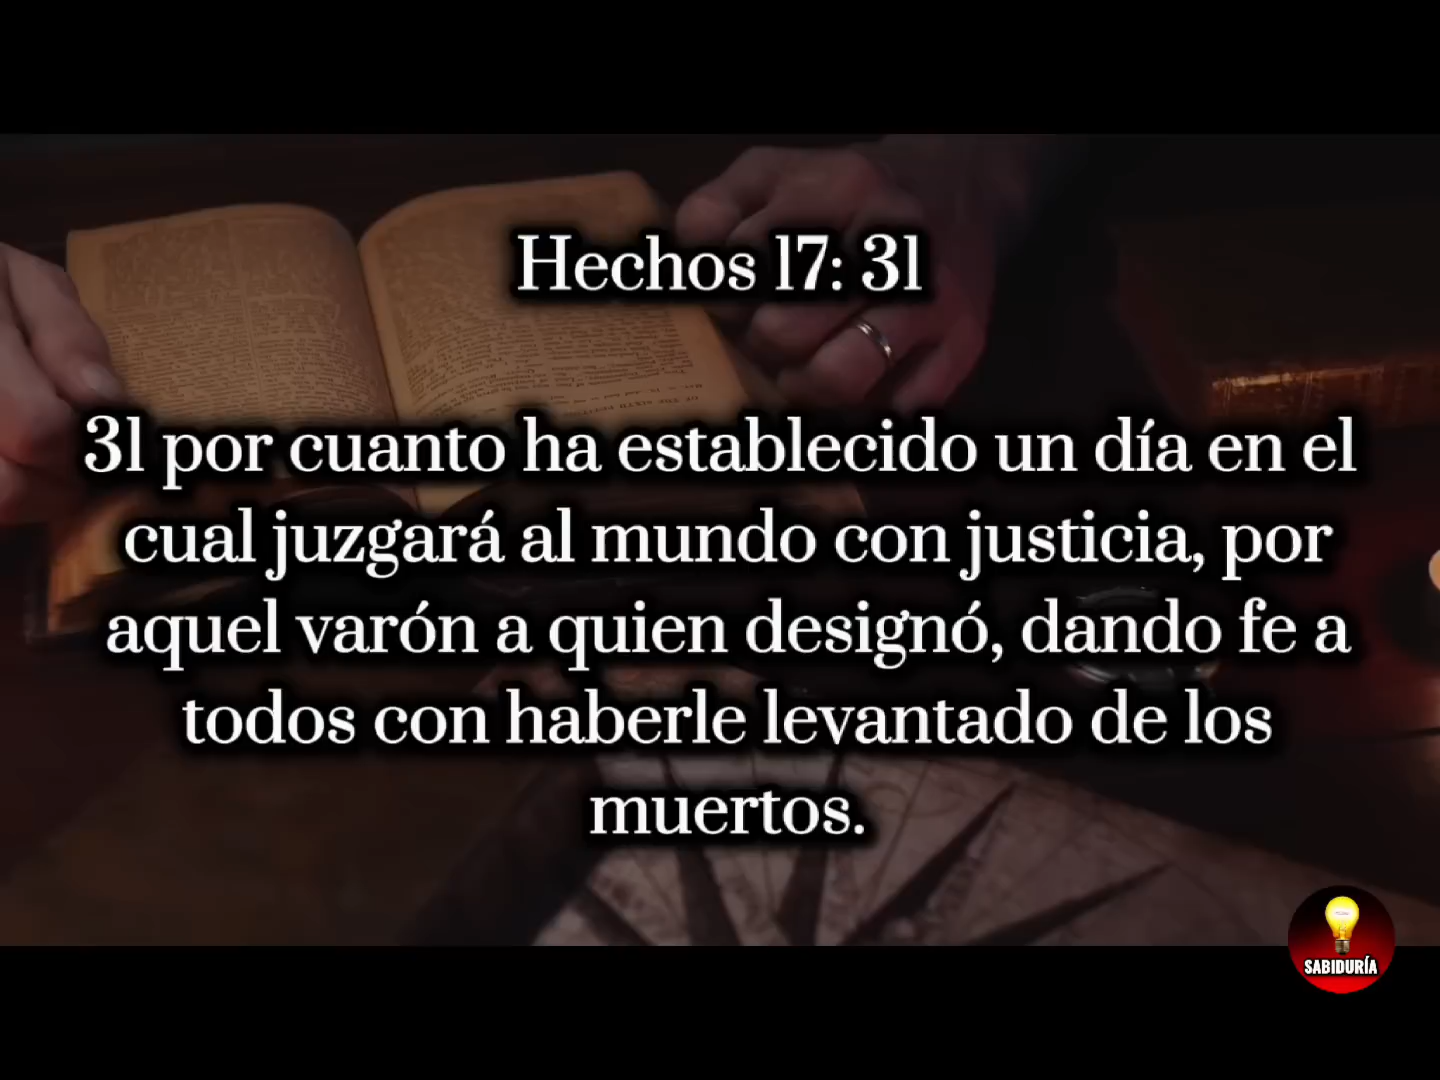 Hechos 17: 31
31 por cuanto ha establecido un día en el
cual juzgará al mundo con justicia, por
aquel varón a quien designó, dando fe a
todos con haberle levantado de los
muertos.
SABIDURÍA